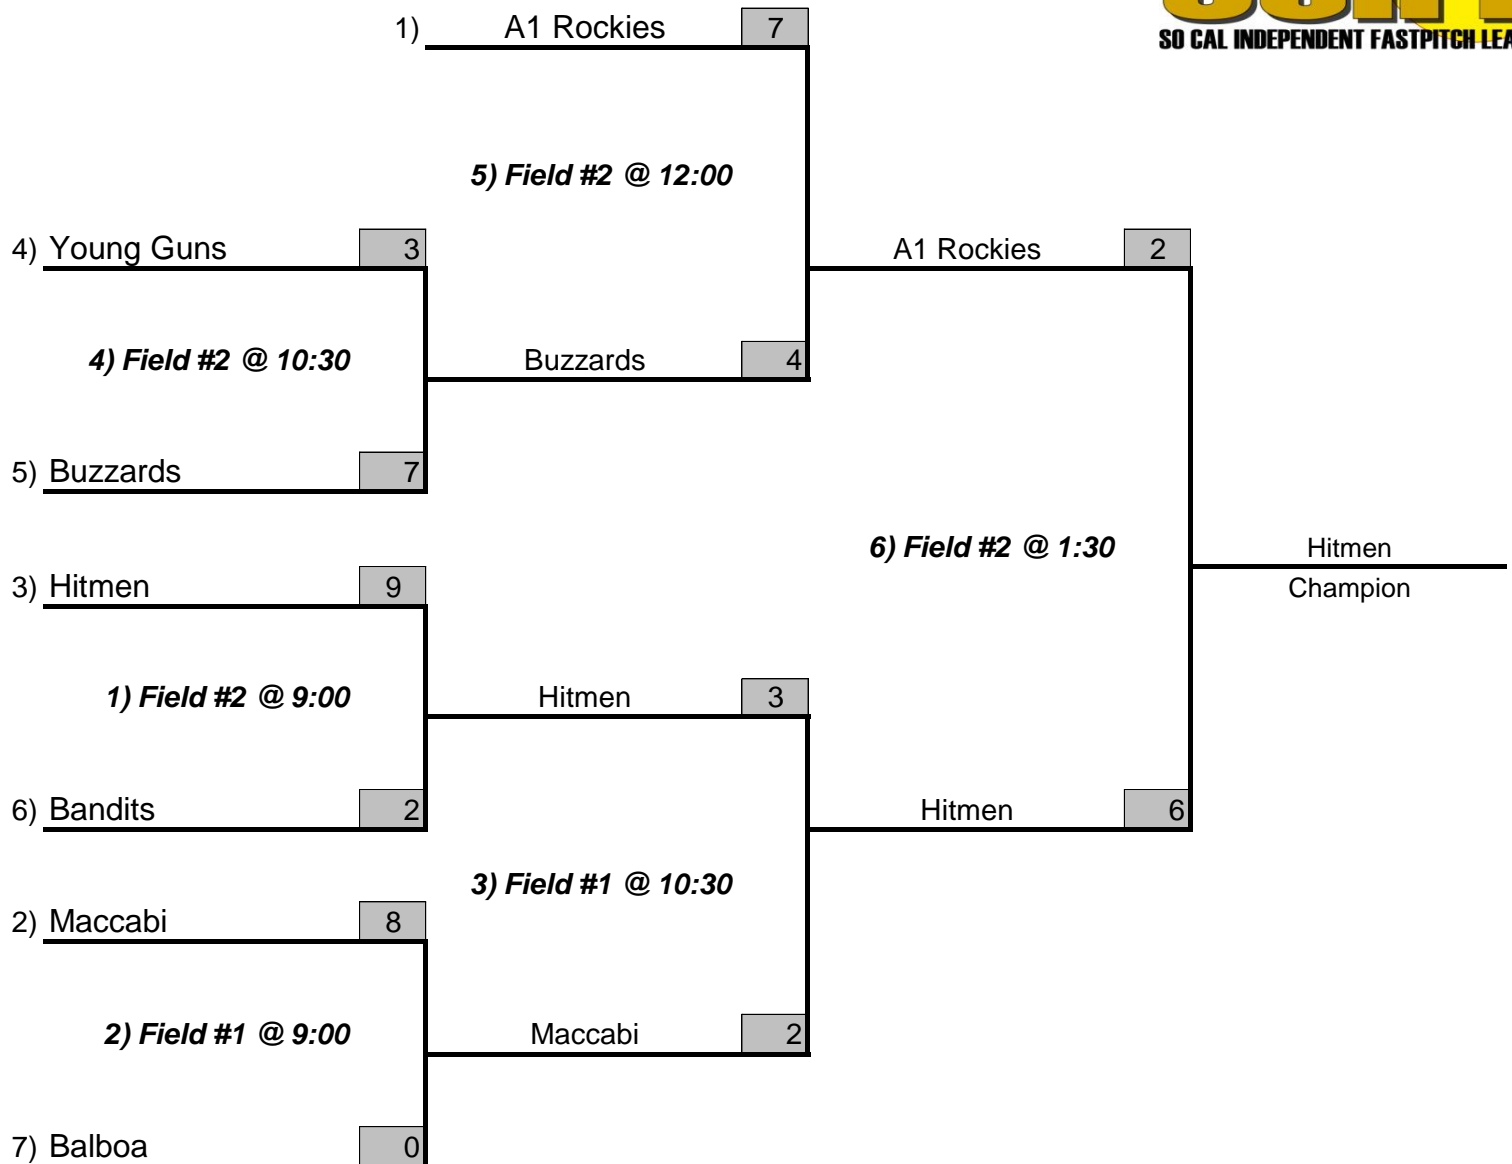 SO CAL INDEPENDENT FASTPITCH
1) A1 Rockies 7
5) Field #2 @ 12:00
4) Young Guns 3
A1 Rockies 2
4) Field #2 @ 10:30
Buzzards 4
5) Buzzards 7
6) Field #2 @ 1:30
Hitmen
Champion
3) Hitmen 9
1) Field #2 @ 9:00
Hitmen 3
6) Bandits 2
Hitmen 6
3) Field #1 @ 10:30
2) Maccabi 8
2) Field #1 @ 9:00
Maccabi 2
7) Balboa 0